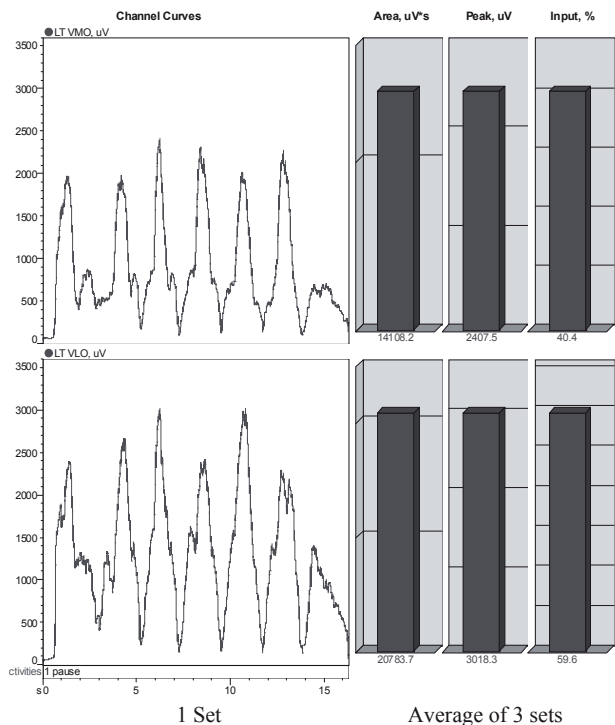 Channel Curves Area, uV*s Peak, uV Input, %
LT VMO, uV
3500
3000
2500
2000
1500
1000
500
0
14108.2 2407.5 40.4
LT VLO, uV
3500
3000
2500
2000
1500
1000
500
0
20783.7 3018.3 59.6
ctivities 1 pause
s0 5 10 15
1 Set Average of 3 sets